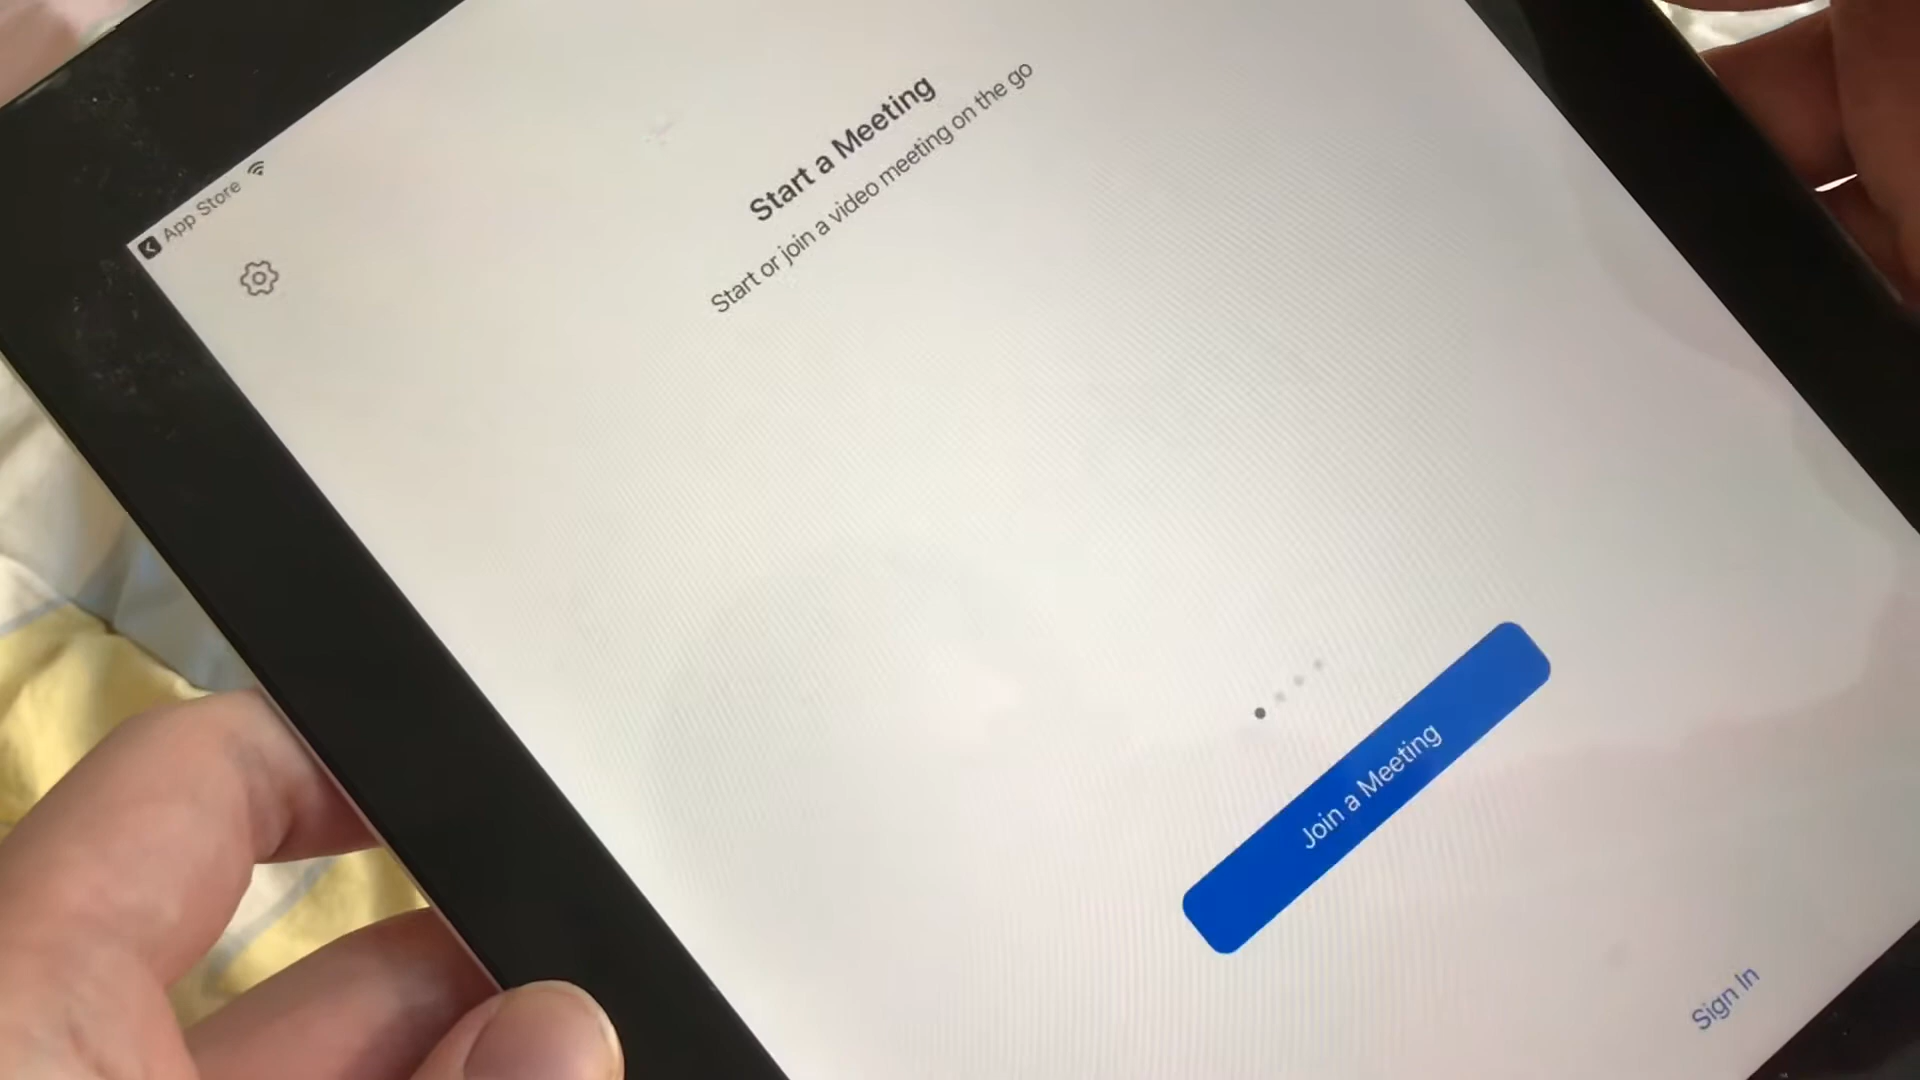 App Store
Start a Meeting
Start or join a video meeting on the go
Join a Meeting
Sign In